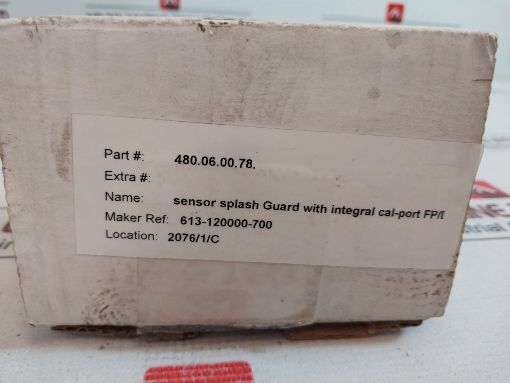 Part #: 480.06.00.78.
Extra #:
Name: sensor splash Guard with integral cal-port FP/I
Maker Ref: 613-120000-700
Location: 2076/1/C